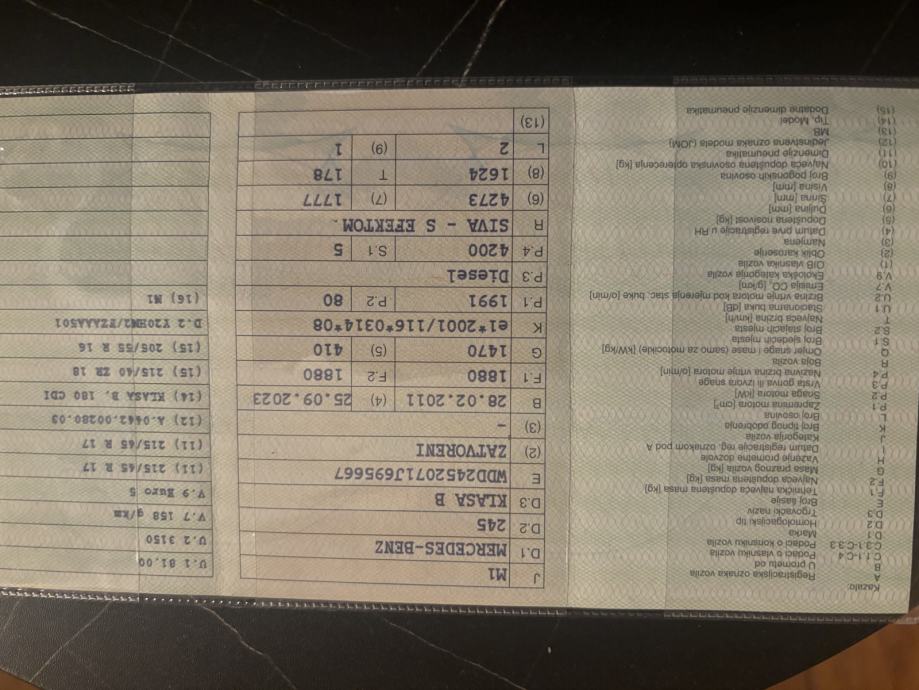 Kazalo:
A Registracijska oznaka vozila
B U prometu od
C.1.1-C.4 Podaci o vlasniku vozila
C.3.1-C.3.3 Podaci o korisniku vozila
D.1 Marka
D.2 Homologacijski tip
D.3 Trgovački naziv
E Broj šasije
F.1 Tehnička najveća dopuštena masa [kg]
F.2 Najveća dopuštena masa [kg]
G Masa praznog vozila [kg]
H Važenje prometne dozvole
I Datum registracije reg. oznakom pod A
J Kategorija vozila
K Broj tipnog odobrenja
L Broj osovina
P.1 Zapremina motora [cm³]
P.2 Snaga motora [kW]
P.3 Vrsta goriva ili izvora snage
P.4 Nazivna brzina vrtnje motora [o/min]
R Boja vozila
Q Omjer snage / mase (samo za motocikle) [kW/kg]
S.1 Broj sjedećih mjesta
S.2 Broj stajaćih mjesta
T Najveća brzina [km/h]
U.1 Stacionarna buka [dB]
U.2 Brzina vrtnje motora kod mjerenja stac. buke [o/min]
V.7 Emisija CO₂ [g/km]
V.9 Ekološka kategorija vozila
(1) OIB vlasnika vozila
(2) Oblik karoserije
(3) Namjena
(4) Datum prve registracije u RH
(5) Dopuštena nosivost [kg]
(6) Duljina [mm]
(7) Širina [mm]
(8) Visina [mm]
(9) Broj pogonskih osovina
(10) Najveća dopuštena osovinska opterećenja [kg]
(11) Dimenzije pneumatika
(12) Jedinstvena oznaka modela (JOM)
(13) MB
(14) Tip, Model
(15) Dodatne dimenzije pneumatika
J M1
D.1 MERCEDES-BENZ
D.2 245
D.3 KLASA B
E WDD2452071J695667
(2) ZATVORENI
(3) -
B 28.02.2011 (4) 25.09.2023
F.1 1880 F.2 1880
G 1470 (5) 410
K e1*2001/116*0314*08
P.1 1991 P.2 80
P.3 Diesel
P.4 4200 S.1 5
R SIVA - S EFEKTOM.
(6) 4273 (7) 1777
(8) 1624 T 178
L 2 (9) 1
(13)
U.1 81,00
U.2 3150
V.7 158 g/km
V.9 Euro 5
(11) 215/45 R 17
(11) 215/45 R 17
(12) A.0642.00280.03
(14) KLASA B, 180 CDI
(15) 215/40 ZR 18
(15) 205/55 R 16
D.2 Y20HM2/FZAAA501
(16) M1